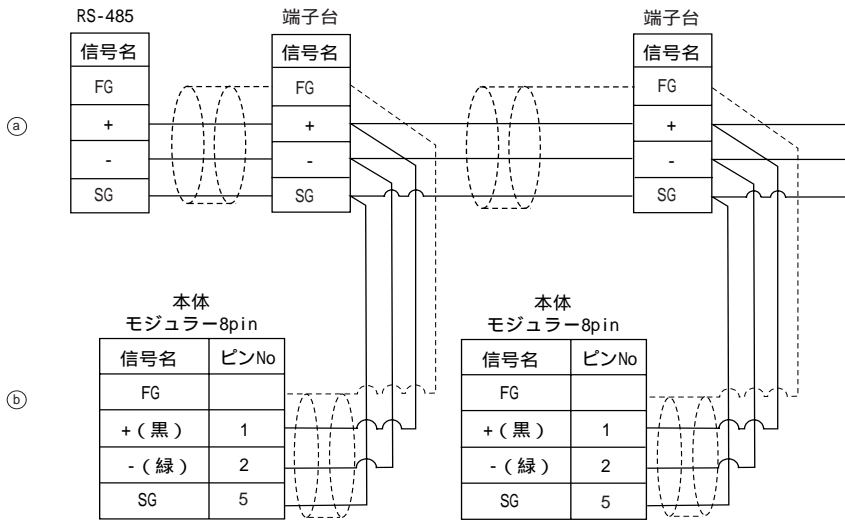 RS-485
信号名
FG
+
-
SG
端子台
信号名
FG
+
-
SG
端子台
信号名
FG
+
-
SG
ⓐ
本体
モジュラー8pin
信号名 ピンNo
FG
+(黒) 1
-(緑) 2
SG 5
本体
モジュラー8pin
信号名 ピンNo
FG
+(黒) 1
-(緑) 2
SG 5
ⓑ